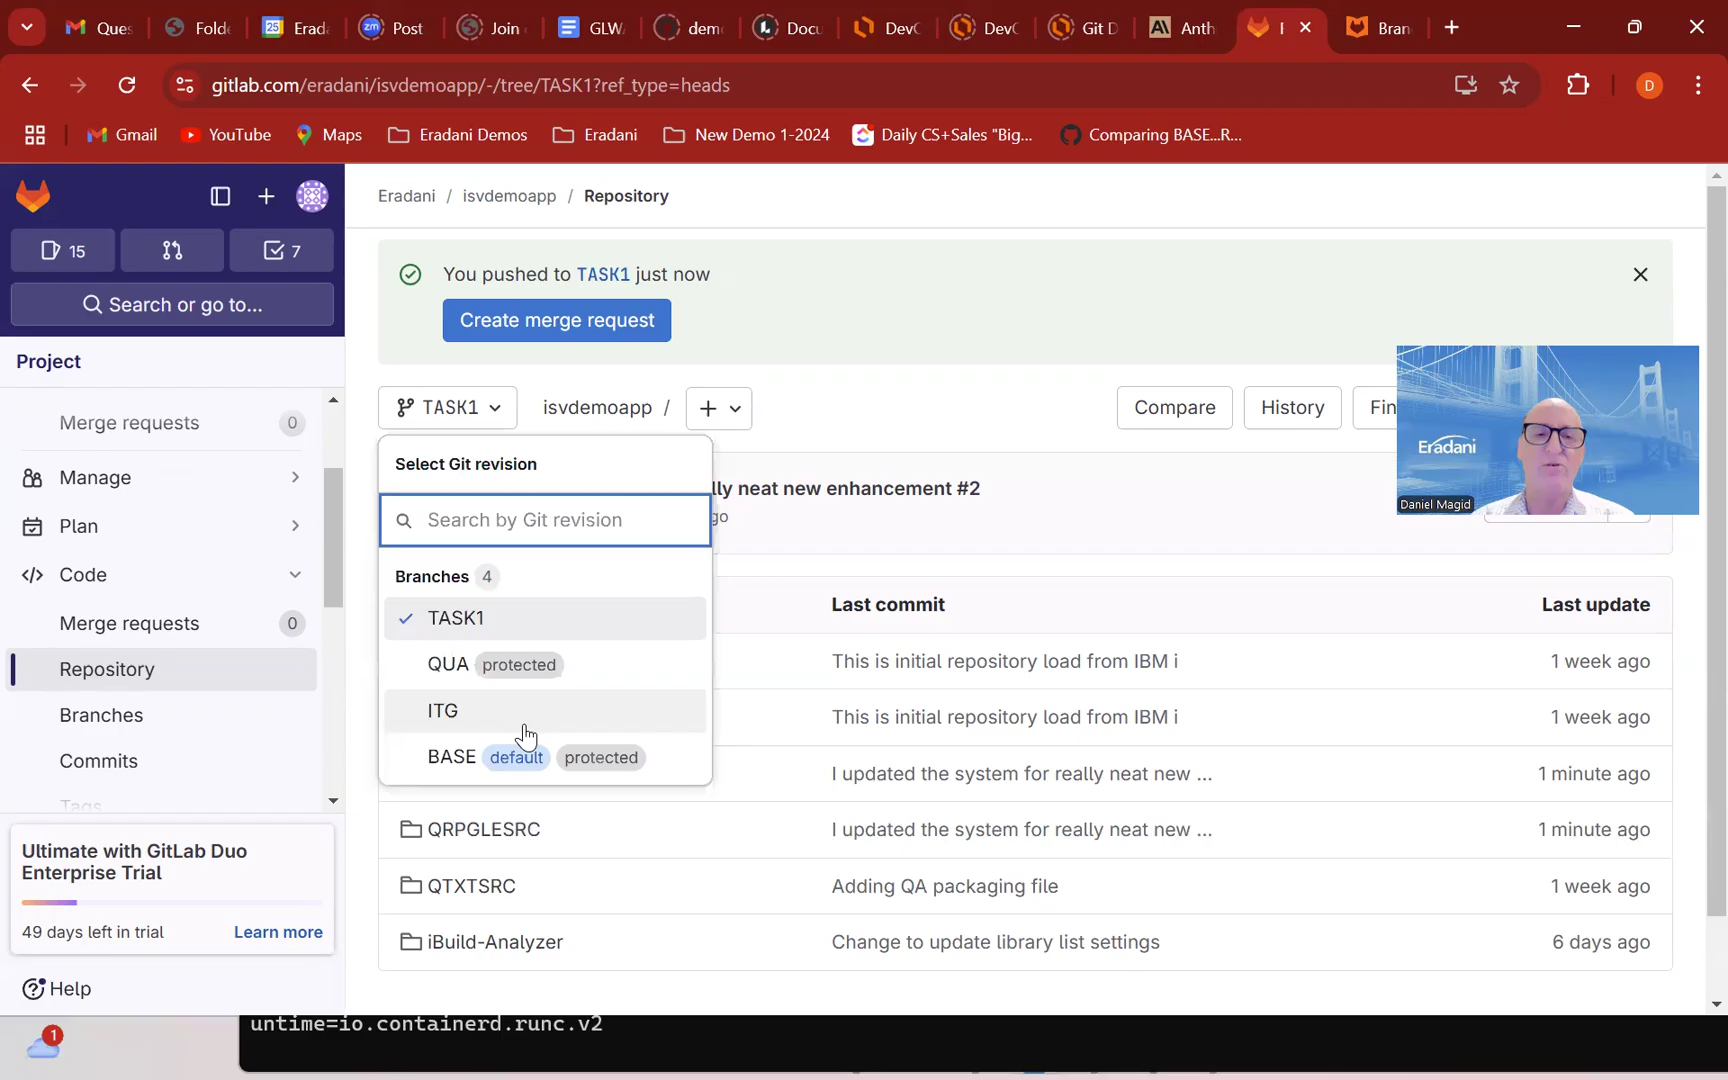 Ques
Fold
25
Erad
zm
Post
Join
GLW
dem
Docu
DevC
DevC
Git D
Anth
Bran
gitlab.com/eradani/isvdemoapp/-/tree/TASK1?ref_type=heads
D
Gmail
YouTube
Maps
Eradani Demos
Eradani
New Demo 1-2024
Daily CS+Sales "Big...
Comparing BASE...R...
15
7
Search or go to...
Project
Merge requests 0
Manage
Plan
Code
Merge requests 0
Repository
Branches
Commits
Tags
Ultimate with GitLab Duo
Enterprise Trial
49 days left in trial Learn more
Help
1
Eradani / isvdemoapp / Repository
You pushed to TASK1 just now
Create merge request
TASK1
isvdemoapp /
Compare
History
Fin
Select Git revision
Search by Git revision
Branches 4
TASK1
QUA protected
ITG
BASE default protected
lly neat new enhancement #2
go
Eradani
Daniel Magid
Last commit Last update
This is initial repository load from IBM i 1 week ago
This is initial repository load from IBM i 1 week ago
I updated the system for really neat new ... 1 minute ago
QRPGLESRC I updated the system for really neat new ... 1 minute ago
QTXTSRC Adding QA packaging file 1 week ago
iBuild-Analyzer Change to update library list settings 6 days ago
untime=io.containerd.runc.v2